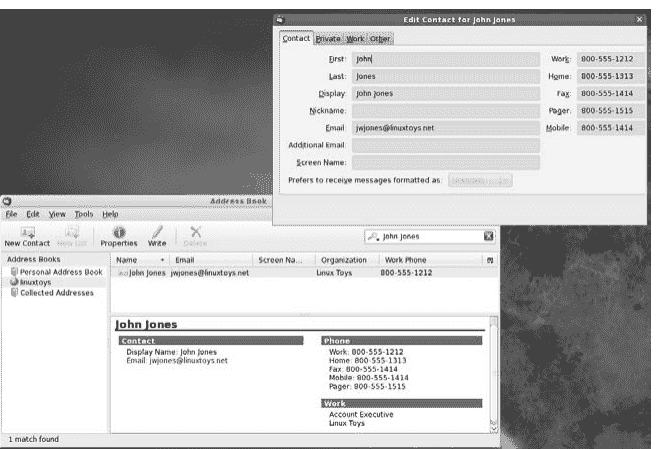 Edit Contact for John Jones
Contact Private Work Other
First: John Work: 800-555-1212
Last: Jones Home: 800-555-1313
Display: John Jones Fax: 800-555-1414
Nickname: Pager: 800-555-1515
Email: jwjones@linuxtoys.net Mobile: 800-555-1414
Additional Email:
Screen Name:
Prefers to receive messages formatted as:
Address Book
File Edit View Tools Help
New Contact New List Properties Write Delete
John Jones
Address Books
Personal Address Book
linuxtoys
Collected Addresses
Name Email Screen Na... Organization Work Phone
John Jones jwjones@linuxtoys.net Linux Toys 800-555-1212
John Jones
Contact
Display Name: John Jones
Email: jwjones@linuxtoys.net
Phone
Work: 800-555-1212
Home: 800-555-1313
Fax: 800-555-1414
Mobile: 800-555-1414
Pager: 800-555-1515
Work
Account Executive
Linux Toys
1 match found